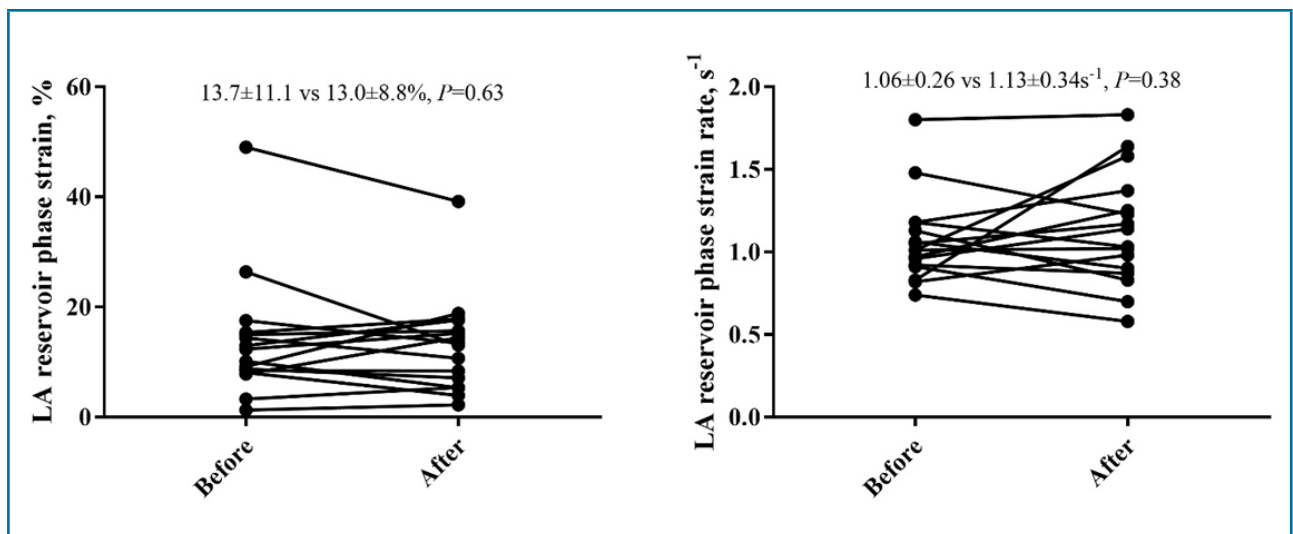 LA reservoir phase strain, %
13.7±11.1 vs 13.0±8.8%, P=0.63
60
40
20
0
Before
After
LA reservoir phase strain rate, s⁻¹
1.06±0.26 vs 1.13±0.34s⁻¹, P=0.38
2.0
1.5
1.0
0.5
0.0
Before
After